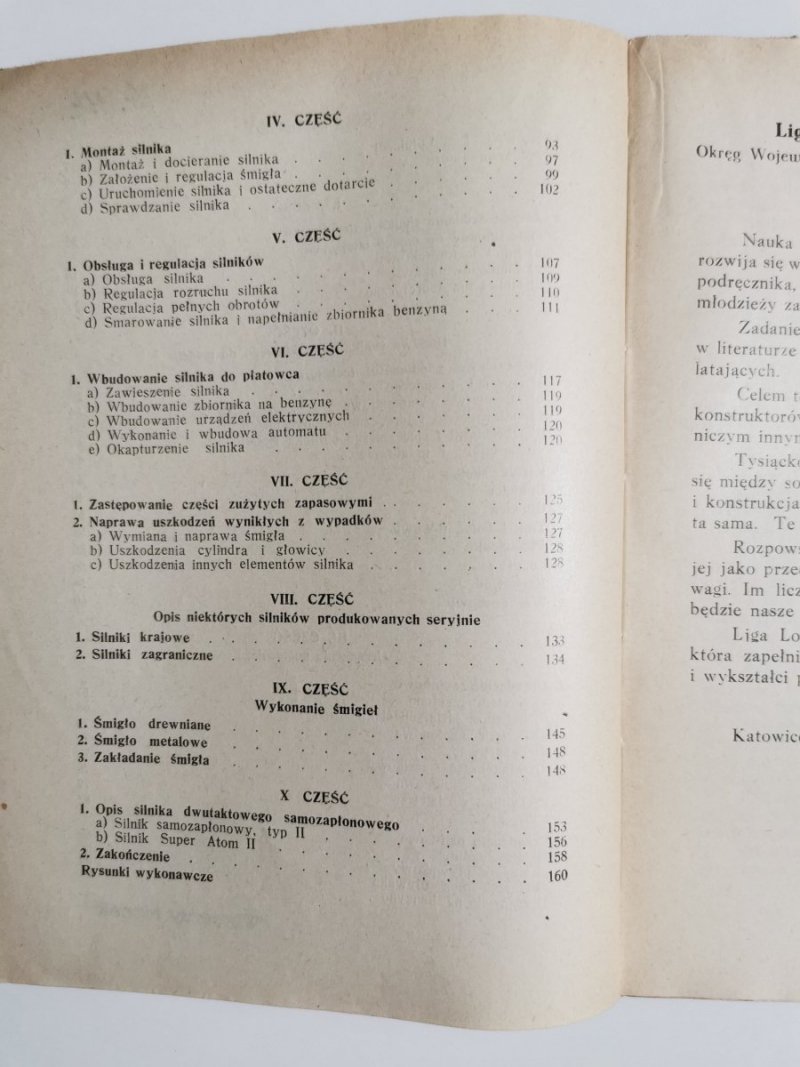 IV. CZĘŚĆ
1. Montaż silnika
a) Montaż i docieranie silnika . . . . . . . 93
b) Założenie i regulacja śmigła . . . . . . . 97
c) Uruchomienie silnika i ostateczne dotarcie . . . . 99
d) Sprawdzanie silnika . . . . . . . . . 102
V. CZĘŚĆ
1. Obsługa i regulacja silników
a) Obsługa silnika . . . . . . . . . . 107
b) Regulacja rozruchu silnika . . . . . . . 109
c) Regulacja pełnych obrotów . . . . . . . 110
d) Smarowanie silnika i napełnianie zbiornika benzyną . . . 111
VI. CZĘŚĆ
1. Wbudowanie silnika do płatowca
a) Zawieszenie silnika . . . . . . . . . 117
b) Wbudowanie zbiornika na benzynę . . . . . . 119
c) Wbudowanie urządzeń elektrycznych . . . . . 119
d) Wykonanie i wbudowa automatu . . . . . . 120
e) Okapturzenie silnika . . . . . . . . . 120
VII. CZĘŚĆ
1. Zastępowanie części zużytych zapasowymi . . . . . 125
2. Naprawa uszkodzeń wynikłych z wypadków . . . . . 127
a) Wymiana i naprawa śmigła . . . . . . . 127
b) Uszkodzenia cylindra i głowicy . . . . . . 128
c) Uszkodzenia innych elementów silnika . . . . . 128
VIII. CZĘŚĆ
Opis niektórych silników produkowanych seryjnie
1. Silniki krajowe . . . . . . . . . . 133
2. Silniki zagraniczne . . . . . . . . . 134
IX. CZĘŚĆ
Wykonanie śmigieł
1. Śmigło drewniane . . . . . . . . . 145
2. Śmigło metalowe . . . . . . . . . 148
3. Zakładanie śmigła . . . . . . . . . 148
X CZĘŚĆ
1. Opis silnika dwutaktowego samozapłonowego
a) Silnik samozapłonowy, typ II . . . . 153
b) Silnik Super Atom II . . . . . . . . 156
2. Zakończenie . . . . . . . . . . 158
Rysunki wykonawcze . . . . . . . . . 160
Lig
Okręg Wojew
Nauka
rozwija się w
podręcznika,
młodzieży za
Zadanie
w literaturze
latających.
Celem t
konstruktorów
niczym innym
Tysiącke
się między so
i konstrukcja
ta sama. Te
Rozpows
jej jako prze
wagi. Im licz
będzie nasze
Liga Lo
która zapełni
i wykształci p
Katowice